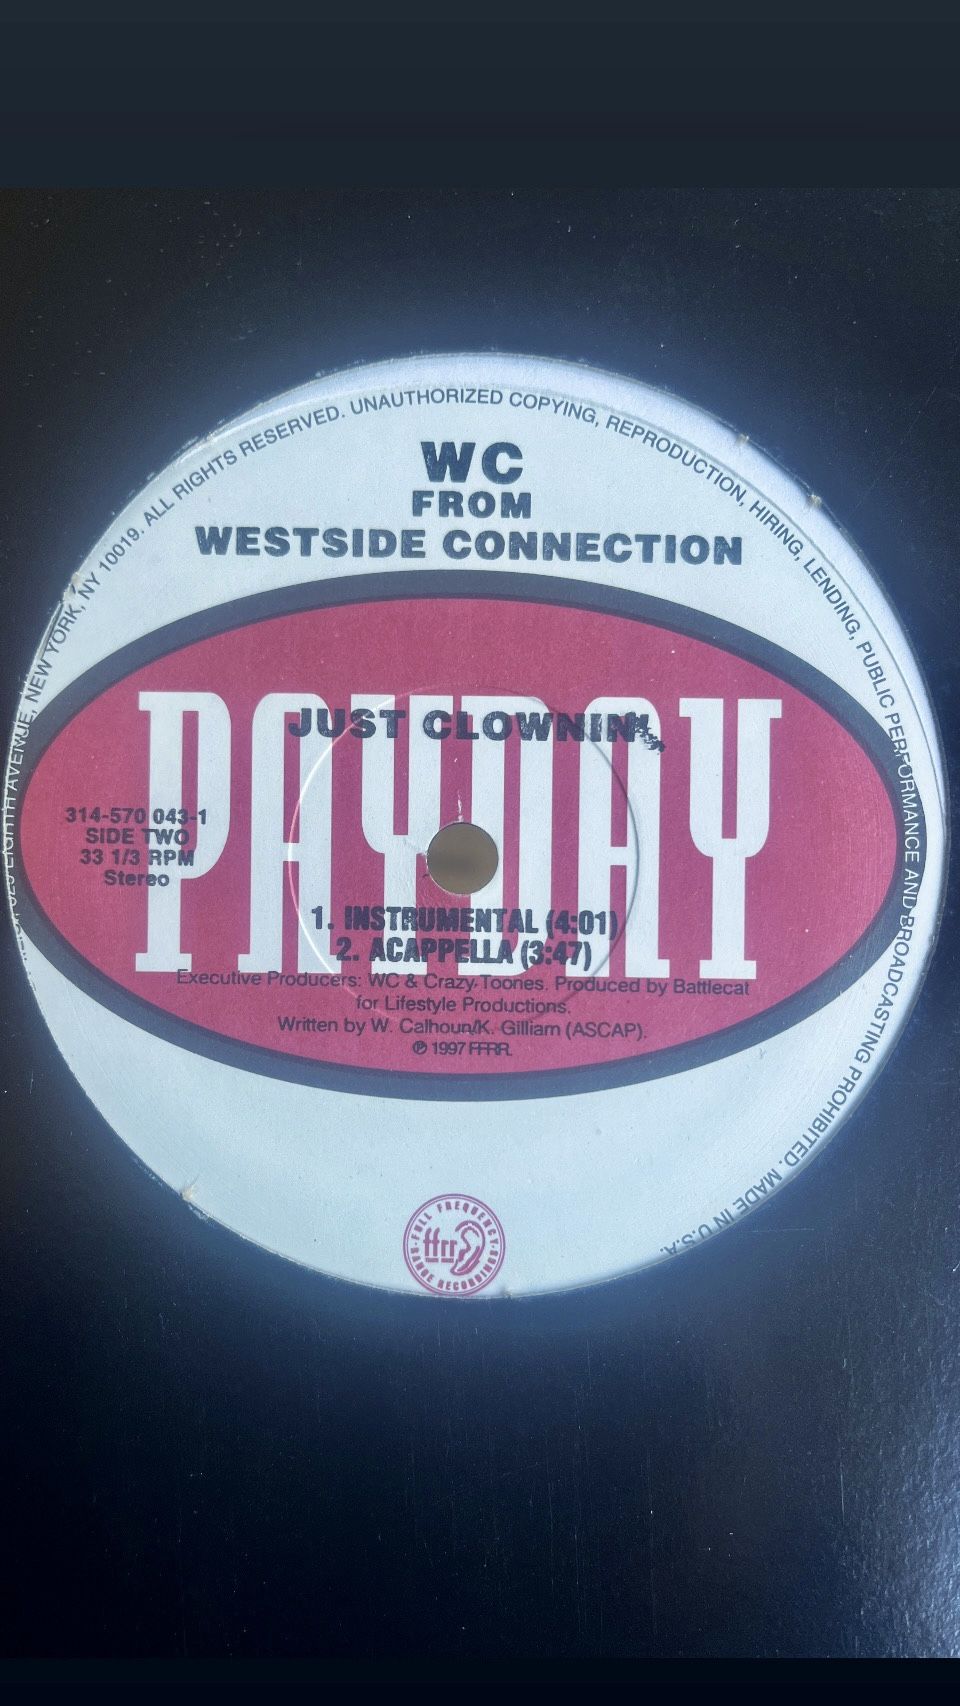 WC
FROM
WESTSIDE CONNECTION
PAYDAY
JUST CLOWNIN'
314-570 043-1
SIDE TWO
33 1/3 RPM
Stereo
1. INSTRUMENTAL (4:01)
2. ACAPPELLA (3:47)
Executive Producers: WC & Crazy Toones. Produced by Battlecat
for Lifestyle Productions.
Written by W. Calhoun/K. Gilliam (ASCAP).
℗ 1997 FFRR.
EIGHTH AVENUE, NEW YORK, NY 10019. ALL RIGHTS RESERVED. UNAUTHORIZED COPYING, REPRODUCTION, HIRING, LENDING, PUBLIC PERFORMANCE AND BROADCASTING PROHIBITED. MADE IN U.S.A.
FULL FREQUENCY
ffrr
RANGE RECORDINGS